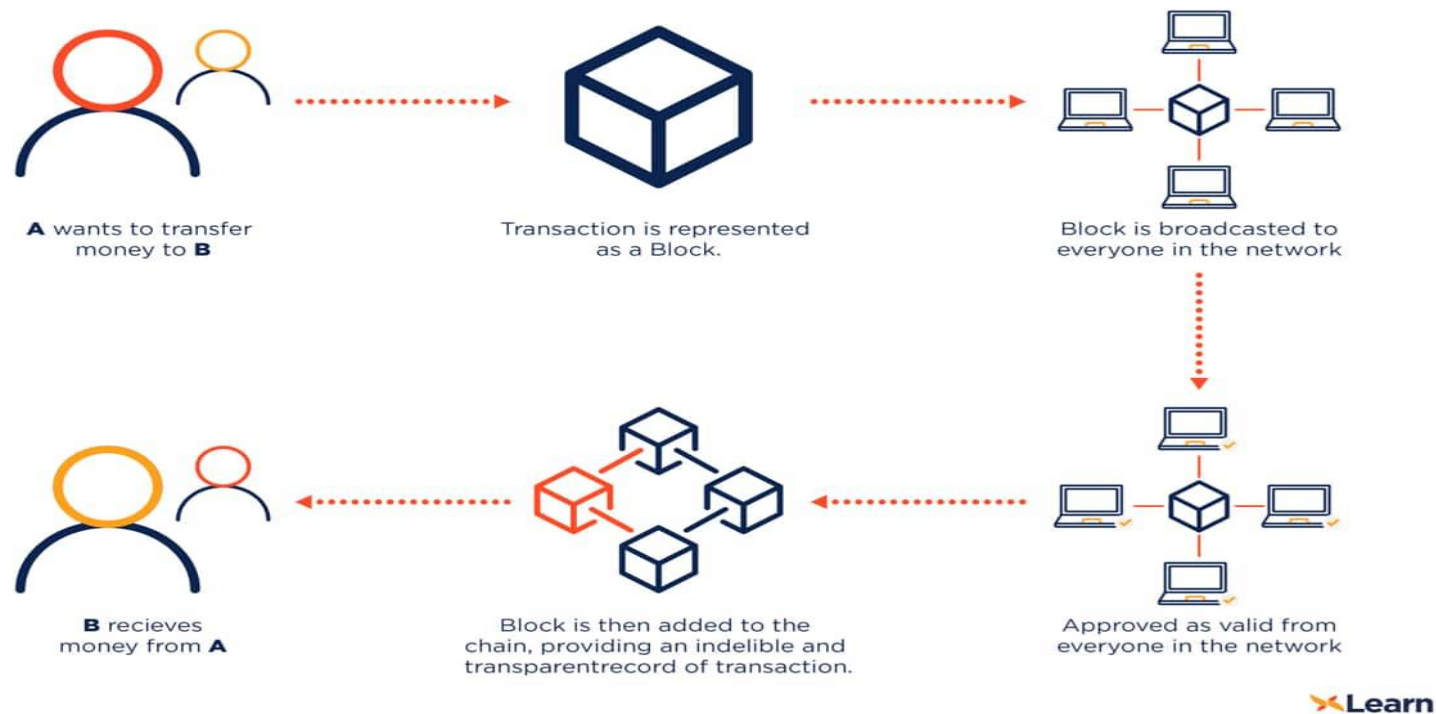 A wants to transfer
money to B
Transaction is represented
as a Block.
Block is broadcasted to
everyone in the network
B recieves
money from A
Block is then added to the
chain, providing an indelible and
transparentrecord of transaction.
Approved as valid from
everyone in the network
Learn